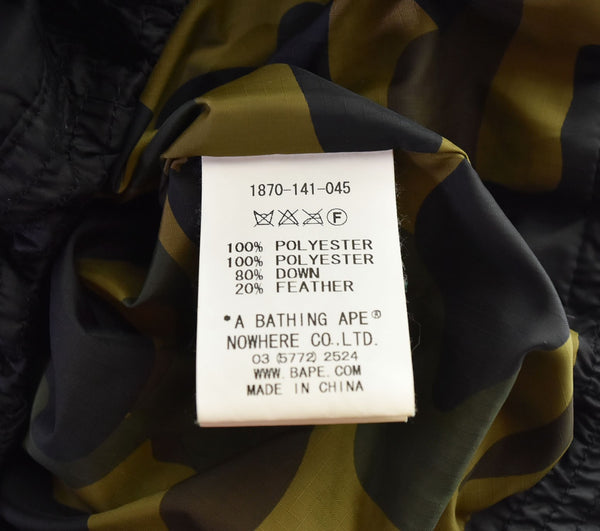 1870-141-045
Ⓕ
100% POLYESTER
100% POLYESTER
80% DOWN
20% FEATHER
*A BATHING APE®
NOWHERE CO.,LTD.
03 (5772) 2524
WWW.BAPE.COM
MADE IN CHINA